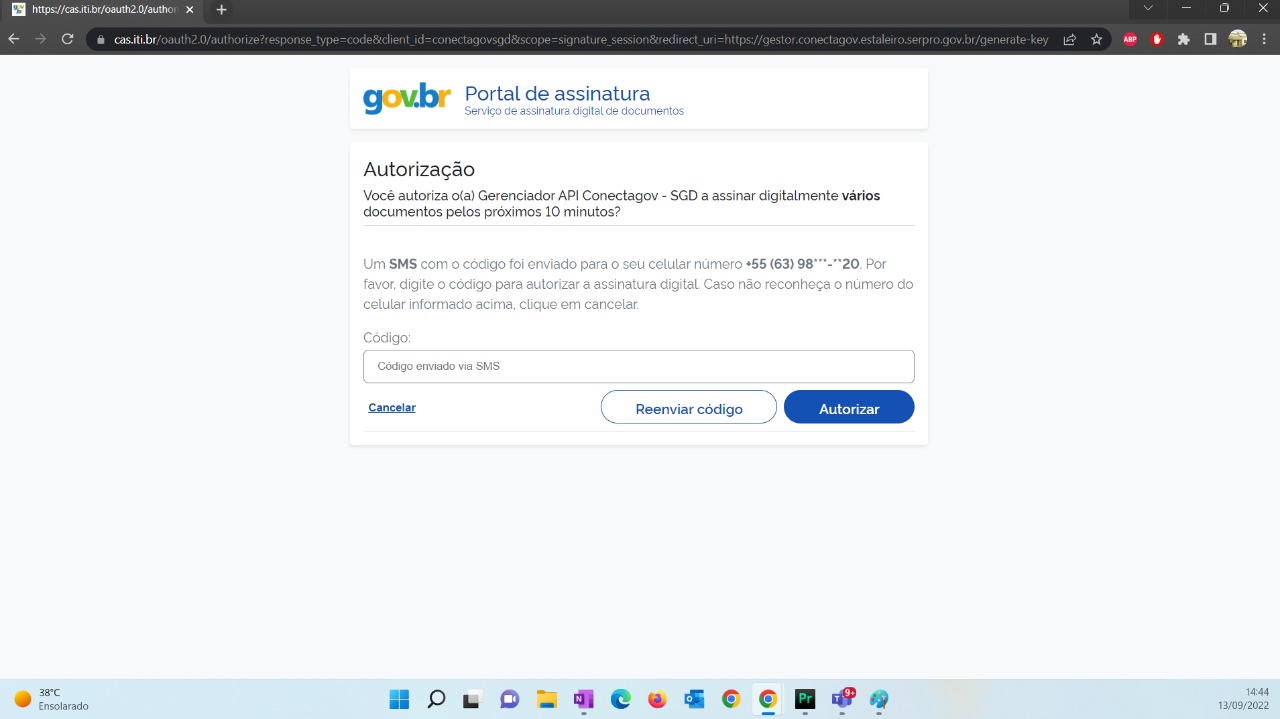 https://cas.iti.br/oauth2.0/author
cas.iti.br/oauth2.0/authorize?response_type=code&client_id=conectagovsgd&scope=signature_session&redirect_uri=https://gestor.conectagov.estaleiro.serpro.gov.br/generate-key
ABP
gov.br
Portal de assinatura
Serviço de assinatura digital de documentos
Autorização
Você autoriza o(a) Gerenciador API Conectagov - SGD a assinar digitalmente vários
documentos pelos próximos 10 minutos?
Um SMS com o código foi enviado para o seu celular número +55 (63) 98***-**20. Por
favor, digite o código para autorizar a assinatura digital. Caso não reconheça o número do
celular informado acima, clique em cancelar.
Código:
Código enviado via SMS
Cancelar
Reenviar código
Autorizar
38°C
Ensolarado
Pr
9+
14:44
13/09/2022